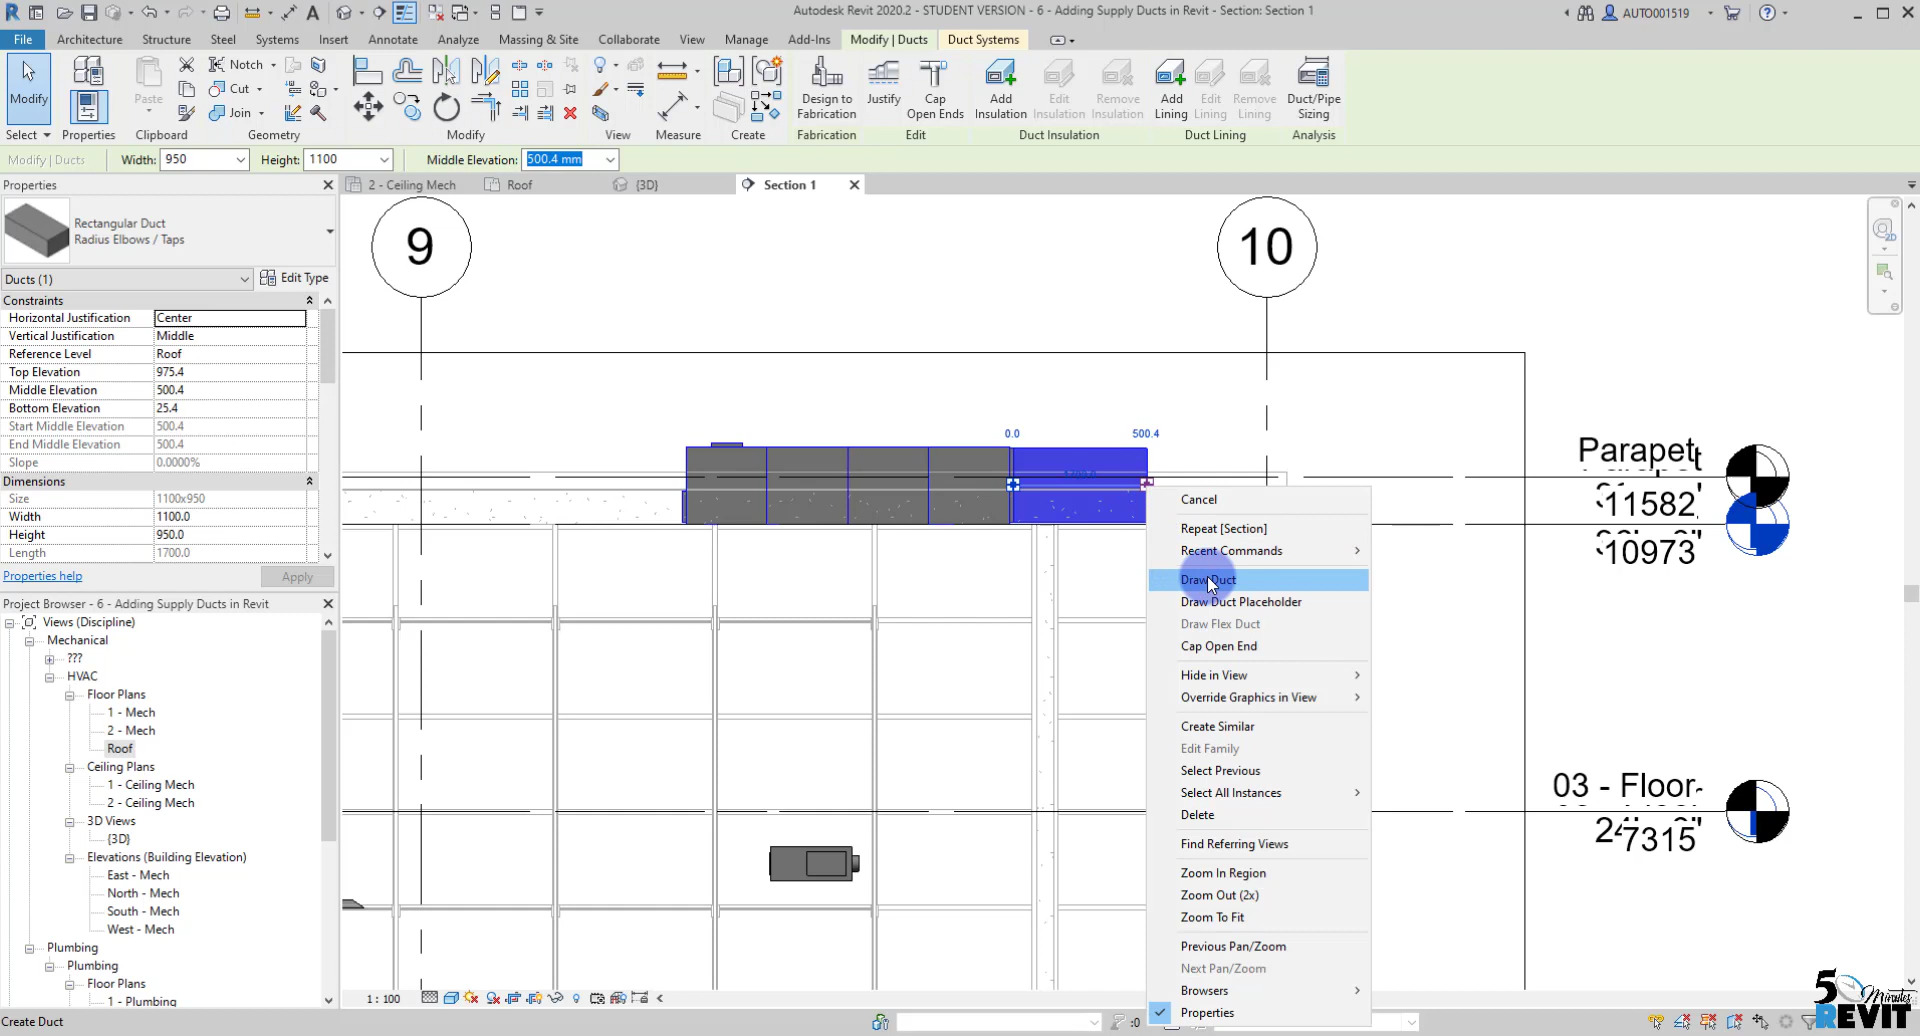 Autodesk Revit 2020.2 - STUDENT VERSION - 6 - Adding Supply Ducts in Revit - Section: Section 1
AUTO001519
File Architecture Structure Steel Systems Insert Annotate Analyze Massing & Site Collaborate View Manage Add-Ins Modify | Ducts Duct Systems
Modify
Paste
Notch
Cut
Join
Design to Fabrication
Justify
Cap Open Ends
Add Insulation
Edit Insulation
Remove Insulation
Add Lining
Edit Lining
Remove Lining
Duct/Pipe Sizing
Select Properties Clipboard Geometry Modify View Measure Create Fabrication Edit Duct Insulation Duct Lining Analysis
Modify | Ducts Width: 950 Height: 1100 Middle Elevation: 500.4 mm
Properties
2 - Ceiling Mech Roof {3D} Section 1
Rectangular Duct
Radius Elbows / Taps
Ducts (1) Edit Type
Constraints
Horizontal Justification Center
Vertical Justification Middle
Reference Level Roof
Top Elevation 975.4
Middle Elevation 500.4
Bottom Elevation 25.4
Start Middle Elevation 500.4
End Middle Elevation 500.4
Slope 0.0000%
Dimensions
Size 1100x950
Width 1100.0
Height 950.0
Length 1700.0
Properties help Apply
Project Browser - 6 - Adding Supply Ducts in Revit
Views (Discipline)
Mechanical
???
HVAC
Floor Plans
1 - Mech
2 - Mech
Roof
Ceiling Plans
1 - Ceiling Mech
2 - Ceiling Mech
3D Views
{3D}
Elevations (Building Elevation)
East - Mech
North - Mech
South - Mech
West - Mech
Plumbing
Plumbing
Floor Plans
1 - Plumbing
9
10
0.0 500.4
Parapet
11582
10973
03 - Floor
7315
Cancel
Repeat [Section]
Recent Commands
Draw Duct
Draw Duct Placeholder
Draw Flex Duct
Cap Open End
Hide in View
Override Graphics in View
Create Similar
Edit Family
Select Previous
Select All Instances
Delete
Find Referring Views
Zoom In Region
Zoom Out (2x)
Zoom To Fit
Previous Pan/Zoom
Next Pan/Zoom
Browsers
Properties
1 : 100
Create Duct
:0
5 Minutes
REVIT